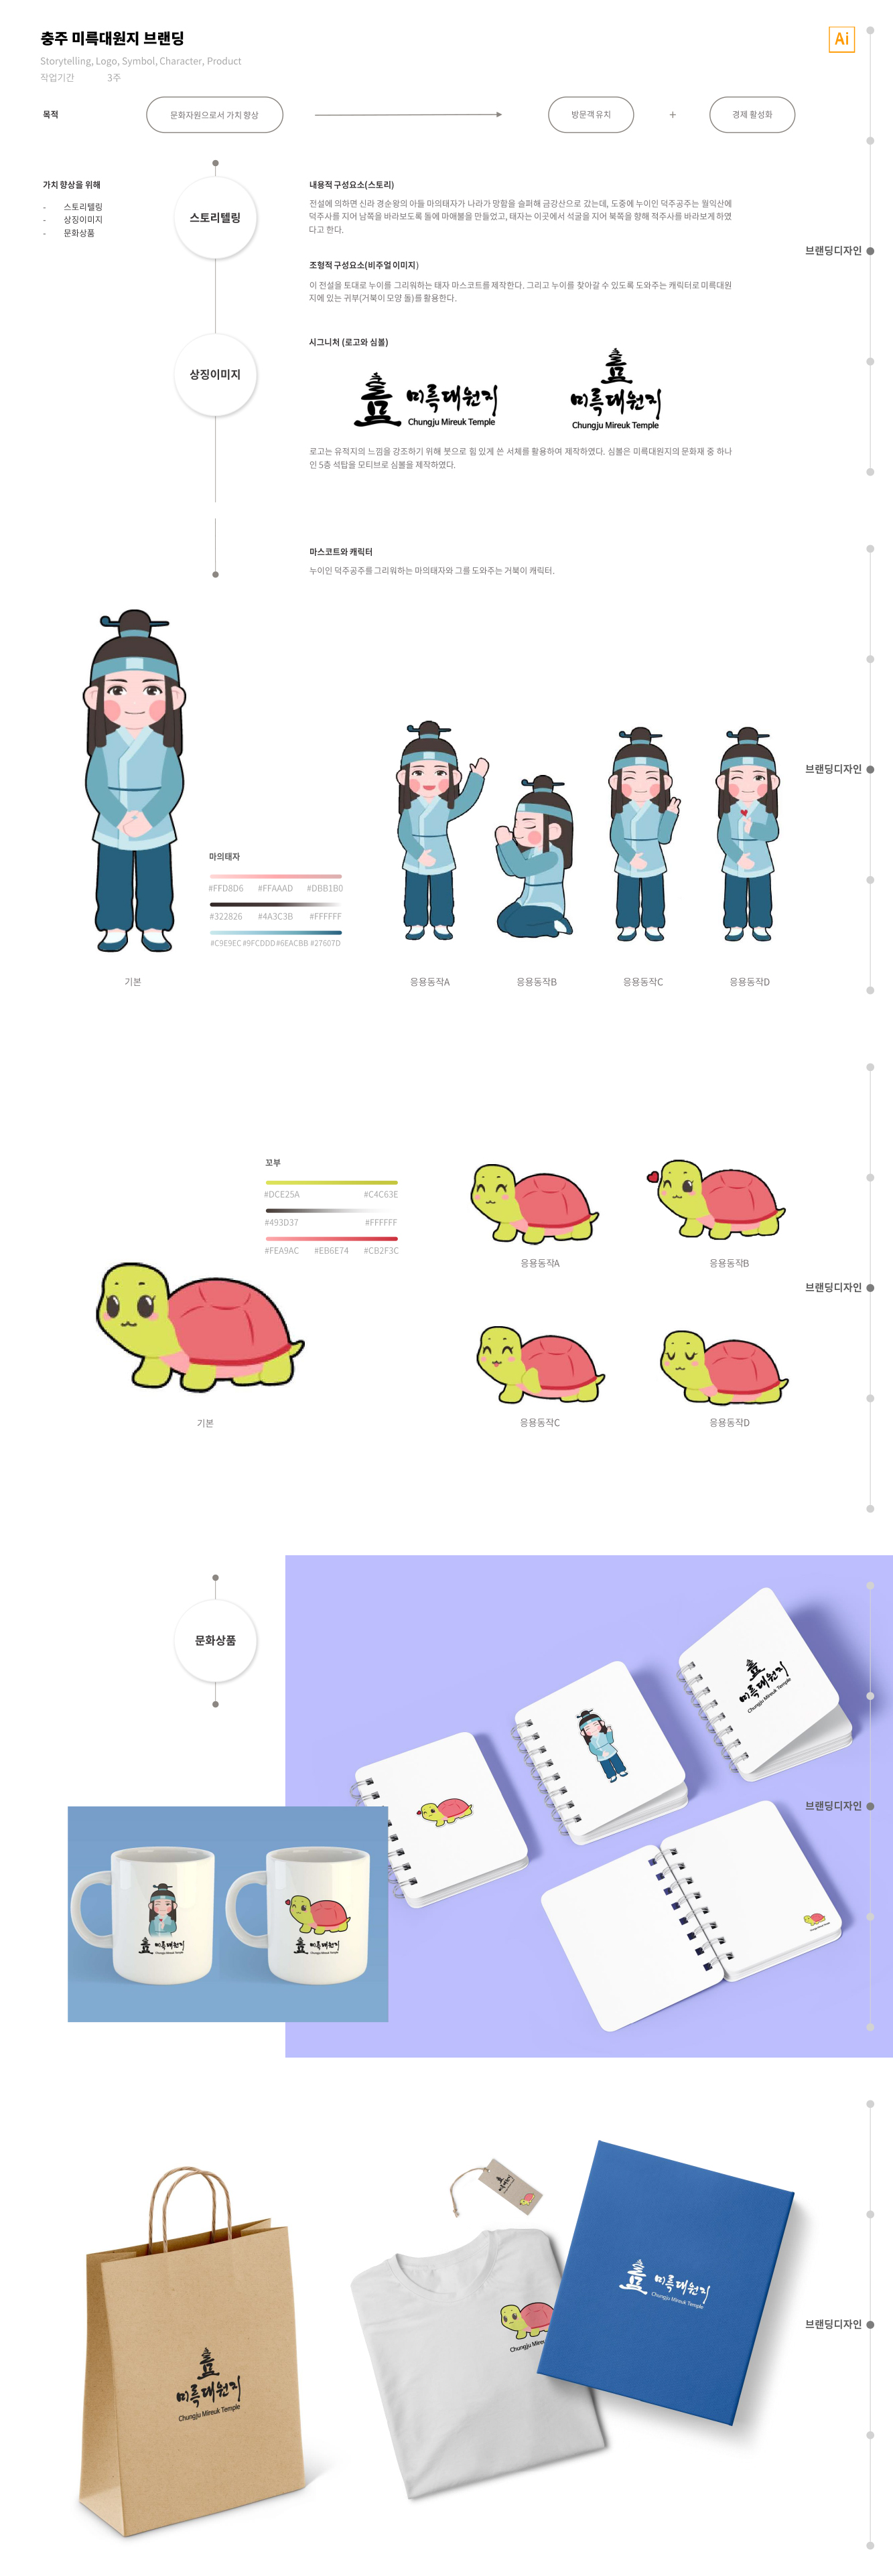 충주 미륵대원지 브랜딩
Ai
Storytelling, Logo, Symbol, Character, Product
작업기간 3주
목적
문화자원으로서 가치 향상
방문객 유치
+
경제 활성화
가치 향상을 위해
- 스토리텔링
- 상징이미지
- 문화상품
스토리텔링
내용적 구성요소(스토리)
전설에 의하면 신라 경순왕의 아들 마의태자가 나라가 망함을 슬퍼해 금강산으로 갔는데, 도중에 누이인 덕주공주는 월익산에
덕주사를 지어 남쪽을 바라보도록 돌에 마애불을 만들었고, 태자는 이곳에서 석굴을 지어 북쪽을 향해 적주사를 바라보게 하였
다고 한다.
브랜딩디자인
조형적 구성요소(비주얼 이미지)
이 전설을 토대로 누이를 그리워하는 태자 마스코트를 제작한다. 그리고 누이를 찾아갈 수 있도록 도와주는 캐릭터로 미륵대원
지에 있는 귀부(거북이 모양 돌)를 활용한다.
상징이미지
시그니처 (로고와 심볼)
미륵대원지
Chungju Mireuk Temple
미륵대원지
Chungju Mireuk Temple
로고는 유적지의 느낌을 강조하기 위해 붓으로 힘 있게 쓴 서체를 활용하여 제작하였다. 심볼은 미륵대원지의 문화재 중 하나
인 5층 석탑을 모티브로 심볼을 제작하였다.
마스코트와 캐릭터
누이인 덕주공주를 그리워하는 마의태자와 그를 도와주는 거북이 캐릭터.
브랜딩디자인
마의태자
#FFD8D6 #FFAAAD #DBB1B0
#322826 #4A3C3B #FFFFFF
#C9E9EC #9FCDDD #6EACBB #27607D
기본
응용동작A
응용동작B
응용동작C
응용동작D
꼬부
#DCE25A #C4C63E
#493D37 #FFFFFF
#FEA9AC #EB6E74 #CB2F3C
응용동작A
응용동작B
브랜딩디자인
기본
응용동작C
응용동작D
문화상품
미륵대원지
Chungju Mireuk Temple
브랜딩디자인
미륵대원지
Chungju Mireuk Temple
미륵대원지
Chungju Mireuk Temple
미륵대원지
미륵대원지
Chungju Mireuk Temple
Chungju Mireu
브랜딩디자인
미륵대원지
Chungju Mireuk Temple